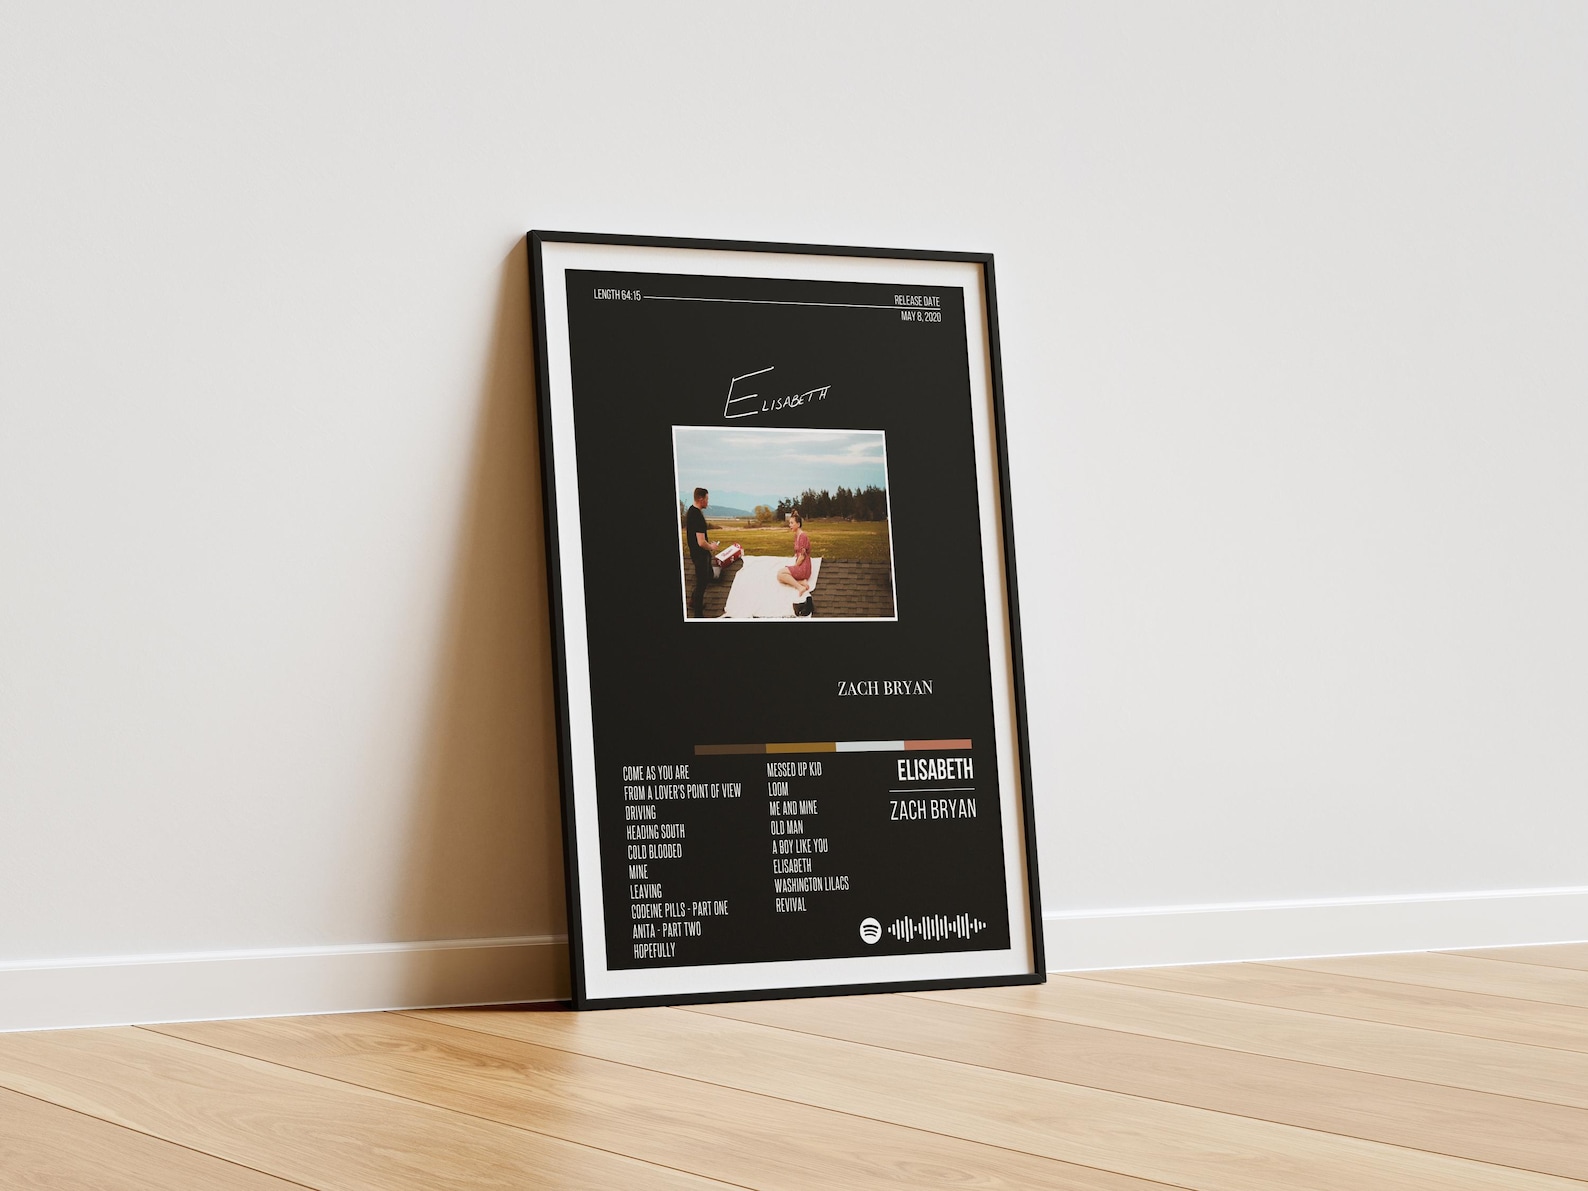 LENGTH 64:15
RELEASE DATE
MAY 8, 2020
ELISABETH
ZACH BRYAN
COME AS YOU ARE
FROM A LOVER'S POINT OF VIEW
DRIVING
HEADING SOUTH
COLD BLOODED
MINE
LEAVING
CODEINE PILLS - PART ONE
ANITA - PART TWO
HOPEFULLY
MESSED UP KID
LOOM
ME AND MINE
OLD MAN
A BOY LIKE YOU
ELISABETH
WASHINGTON LILACS
REVIVAL
ELISABETH
ZACH BRYAN